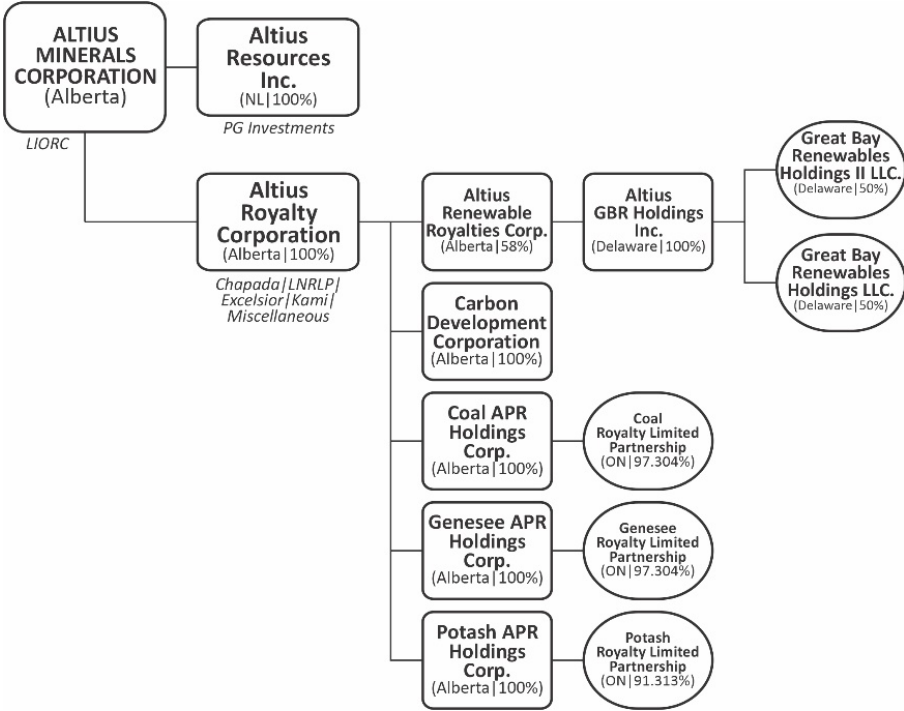 ALTIUS
MINERALS
CORPORATION
(Alberta)
LIORC
Altius
Resources
Inc.
(NL|100%)
PG Investments
Altius
Royalty
Corporation
(Alberta|100%)
Chapada|LNRLP|
Excelsior|Kami|
Miscellaneous
Altius
Renewable
Royalties Corp.
(Alberta|58%)
Altius
GBR Holdings
Inc.
(Delaware|100%)
Great Bay
Renewables
Holdings II LLC.
(Delaware|50%)
Great Bay
Renewables
Holdings LLC.
(Delaware|50%)
Carbon
Development
Corporation
(Alberta|100%)
Coal APR
Holdings
Corp.
(Alberta|100%)
Coal
Royalty Limited
Partnership
(ON|97.304%)
Genesee APR
Holdings
Corp.
(Alberta|100%)
Genesee
Royalty Limited
Partnership
(ON|97.304%)
Potash APR
Holdings
Corp.
(Alberta|100%)
Potash
Royalty Limited
Partnership
(ON|91.313%)